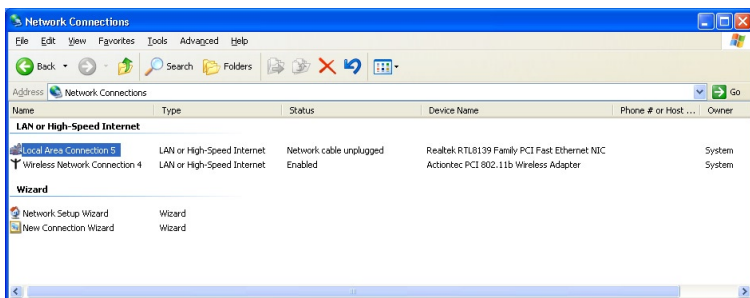 Network Connections
File Edit View Favorites Tools Advanced Help
Back Search Folders
Address Network Connections Go
Name Type Status Device Name Phone # or Host ... Owner
LAN or High-Speed Internet
Local Area Connection 5 LAN or High-Speed Internet Network cable unplugged Realtek RTL8139 Family PCI Fast Ethernet NIC System
Wireless Network Connection 4 LAN or High-Speed Internet Enabled Actiontec PCI 802.11b Wireless Adapter System
Wizard
Network Setup Wizard Wizard
New Connection Wizard Wizard